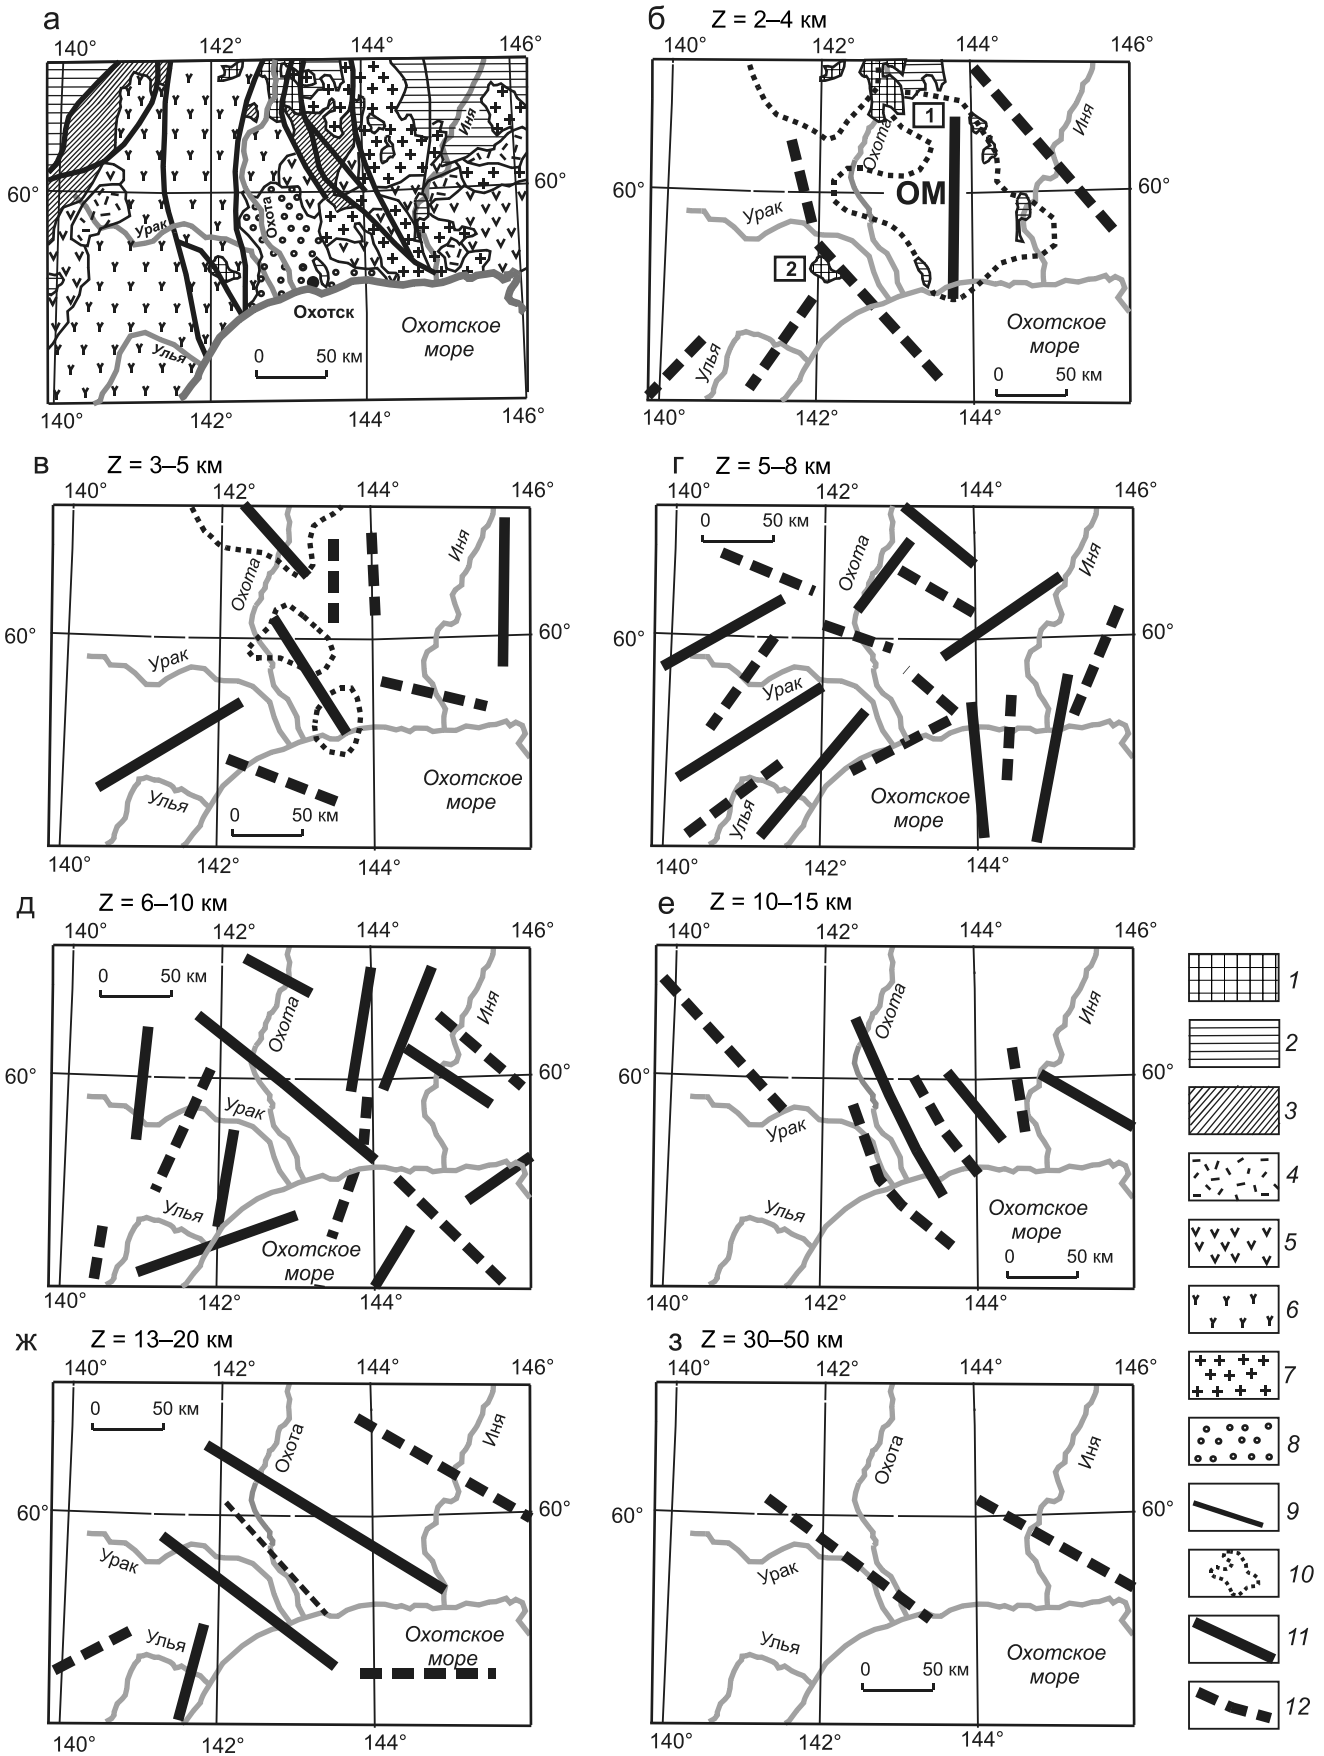 а
140° 142° 144° 146°
60° 60°
Иня
Охота
Урак
Улья
Охотск
Охотское
море
0 50 км
140° 142° 144° 146°
б Z = 2–4 км
140° 142° 144° 146°
1
Охота
Иня
60° ОМ 60°
Урак
2
Улья
Охотское
море
0 50 км
140° 142° 144°
в Z = 3–5 км
140° 142° 144° 146°
Иня
Охота
60° 60°
Урак
Улья
Охотское
море
0 50 км
140° 142° 144°
г Z = 5–8 км
140° 142° 144° 146°
0 50 км
Охота
Иня
60° 60°
Урак
Улья
Охотское
море
140° 142° 144°
д Z = 6–10 км
140° 142° 144° 146°
0 50 км
Охота
Иня
60° 60°
Урак
Улья
Охотское
море
140° 142° 144°
е Z = 10–15 км
140° 142° 144° 146°
Охота
Иня
60° 60°
Урак
Улья
Охотское
море
0 50 км
140° 142° 144°
ж Z = 13–20 км
140° 142° 144° 146°
0 50 км
Охота
Иня
60° 60°
Урак
Улья
Охотское
море
140° 142° 144°
з Z = 30–50 км
140° 142° 144° 146°
Охота
Иня
60° 60°
Урак
Улья
Охотское
море
0 50 км
140° 142° 144°
1
2
3
4
5
6
7
8
9
10
11
12